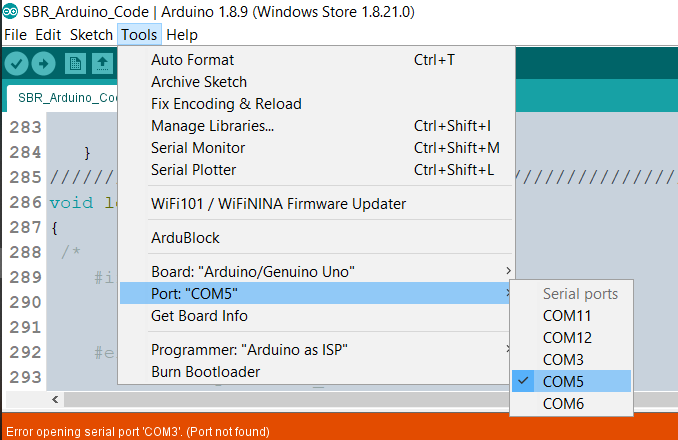 SBR_Arduino_Code | Arduino 1.8.9 (Windows Store 1.8.21.0)
File Edit Sketch Tools Help
SBR_Arduino_Co
Auto Format Ctrl+T
Archive Sketch
Fix Encoding & Reload
Manage Libraries... Ctrl+Shift+I
Serial Monitor Ctrl+Shift+M
Serial Plotter Ctrl+Shift+L
WiFi101 / WiFiNINA Firmware Updater
ArduBlock
Board: "Arduino/Genuino Uno"
Port: "COM5"
Get Board Info
Programmer: "Arduino as ISP"
Burn Bootloader
Serial ports
COM11
COM12
COM3
COM5
COM6
283
284 }
285 ///////////////////////
286 void l
287 {
288 /*
289 #i
290
291
292 #e
293
Error opening serial port 'COM3'. (Port not found)